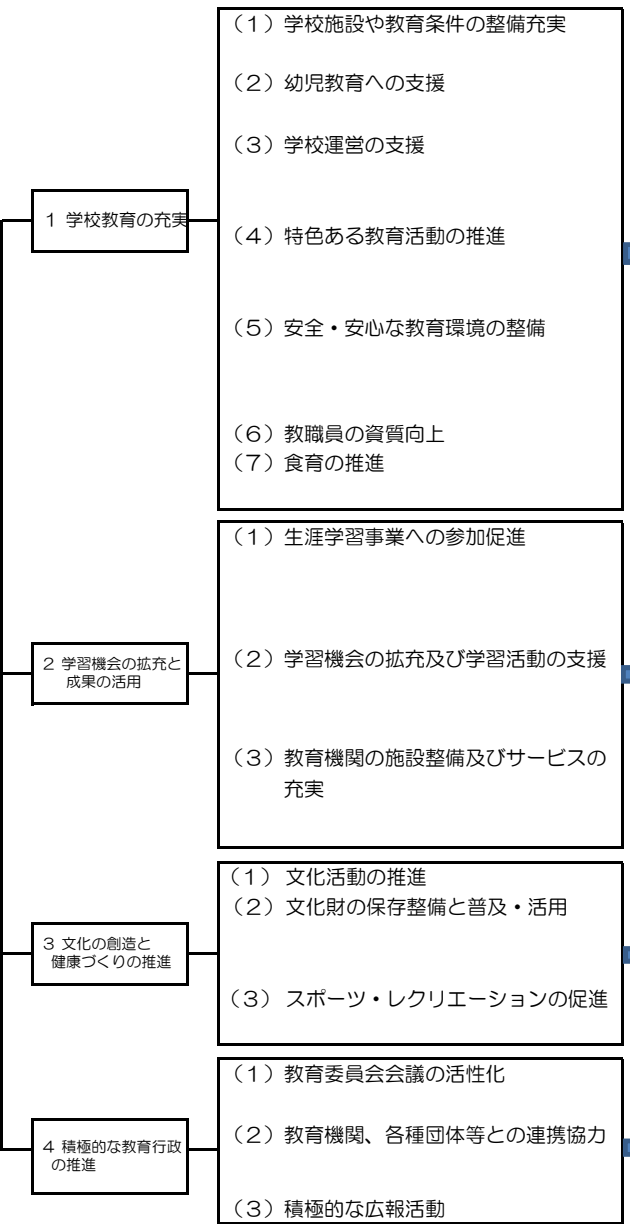 1 学校教育の充実
（１）学校施設や教育条件の整備充実
（２）幼児教育への支援
（３）学校運営の支援
（４）特色ある教育活動の推進
（５）安全・安心な教育環境の整備
（６）教職員の資質向上
（７）食育の推進
2 学習機会の拡充と
成果の活用
（１）生涯学習事業への参加促進
（２）学習機会の拡充及び学習活動の支援
（３）教育機関の施設整備及びサービスの
充実
3 文化の創造と
健康づくりの推進
（１） 文化活動の推進
（２）文化財の保存整備と普及・活用
（３） スポーツ・レクリエーションの促進
4 積極的な教育行政
の推進
（１）教育委員会会議の活性化
（２）教育機関、各種団体等との連携協力
（３）積極的な広報活動